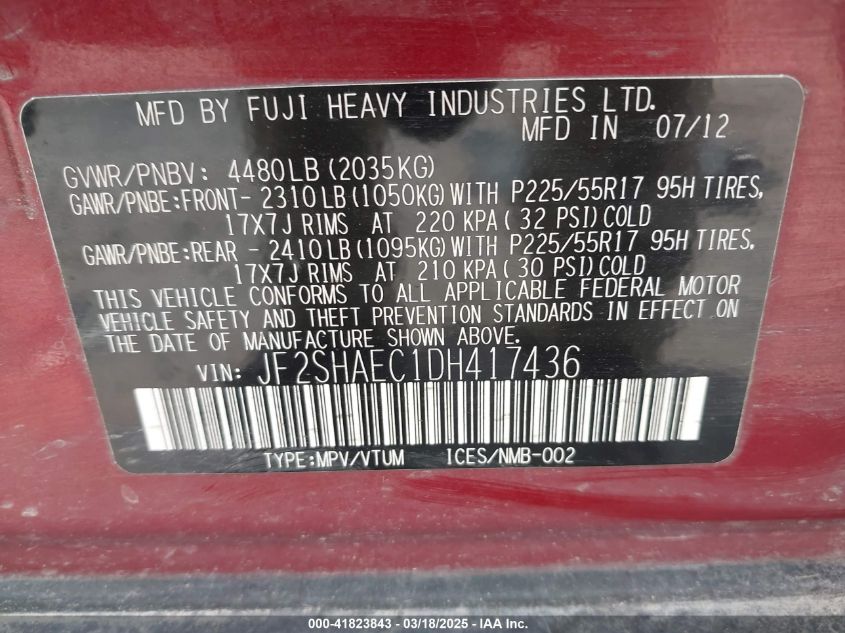 MFD BY FUJI HEAVY INDUSTRIES LTD.
MFD IN 07/12
GVWR/PNBV: 4480LB (2035KG)
GAWR/PNBE:FRONT- 2310LB (1050KG) WITH P225/55R17 95H TIRES,
17X7J RIMS AT 220 KPA ( 32 PSI) COLD
GAWR/PNBE:REAR - 2410LB (1095KG) WITH P225/55R17 95H TIRES,
17X7J RIMS AT 210 KPA ( 30 PSI) COLD
THIS VEHICLE CONFORMS TO ALL APPLICABLE FEDERAL MOTOR
VEHICLE SAFETY AND THEFT PREVENTION STANDARDS IN EFFECT ON
THE DATE OF MANUFACTURE SHOWN ABOVE.
VIN: JF2SHAEC1DH417436
TYPE:MPV/VTUM ICES/NMB-002
000-41823843 - 03/18/2025 - IAA Inc.